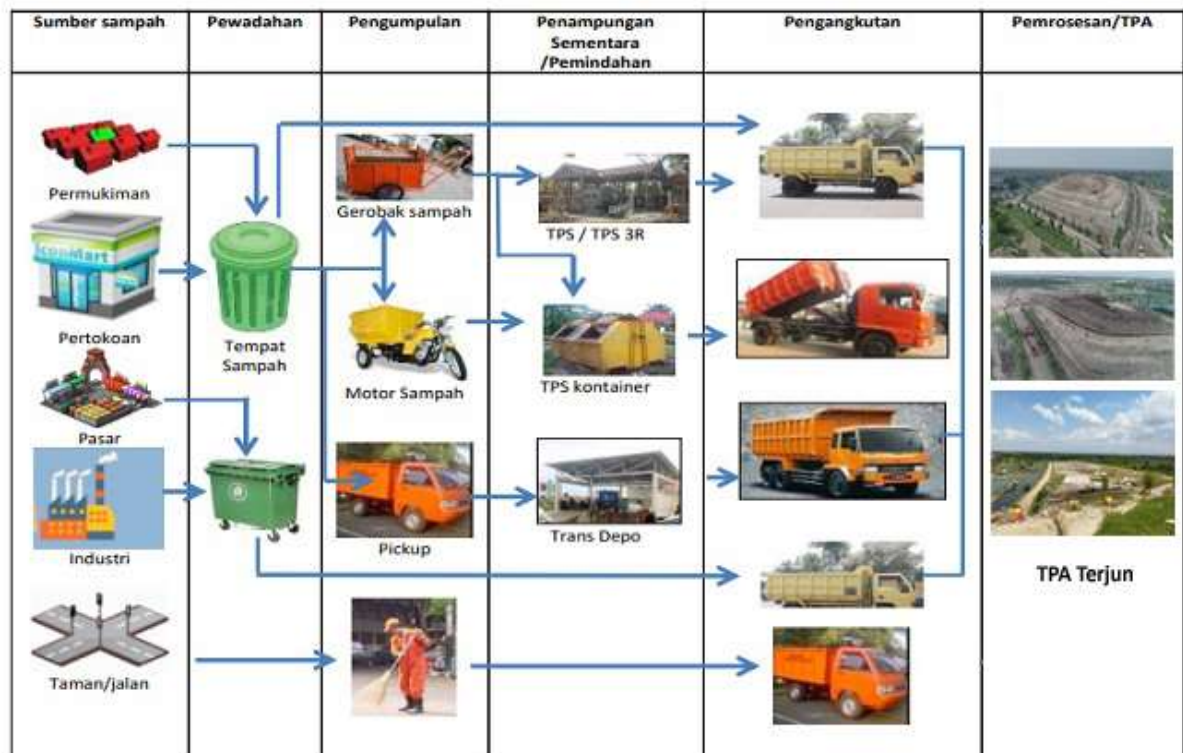 Sumber sampah
Pewadahan
Pengumpulan
Penampungan
Sementara
/Pemindahan
Pengangkutan
Pemrosesan/TPA
Permukiman
Pertokoan
Pasar
Industri
Taman/jalan
Tempat
Sampah
Gerobak sampah
Motor Sampah
Pickup
TPS / TPS 3R
TPS kontainer
Trans Depo
TPA Terjun